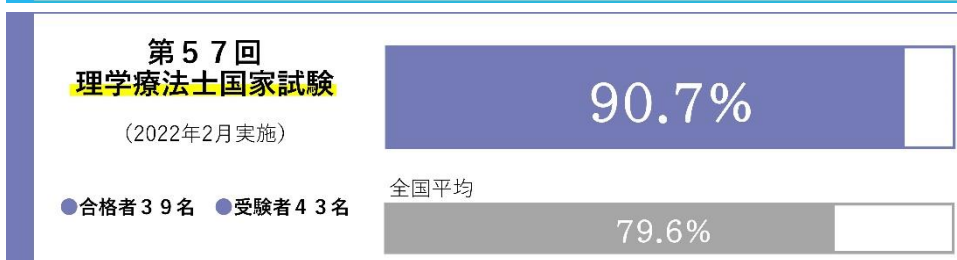 第５７回
理学療法士国家試験
（2022年2月実施）
●合格者３９名　●受験者４３名
90.7%
全国平均
79.6%